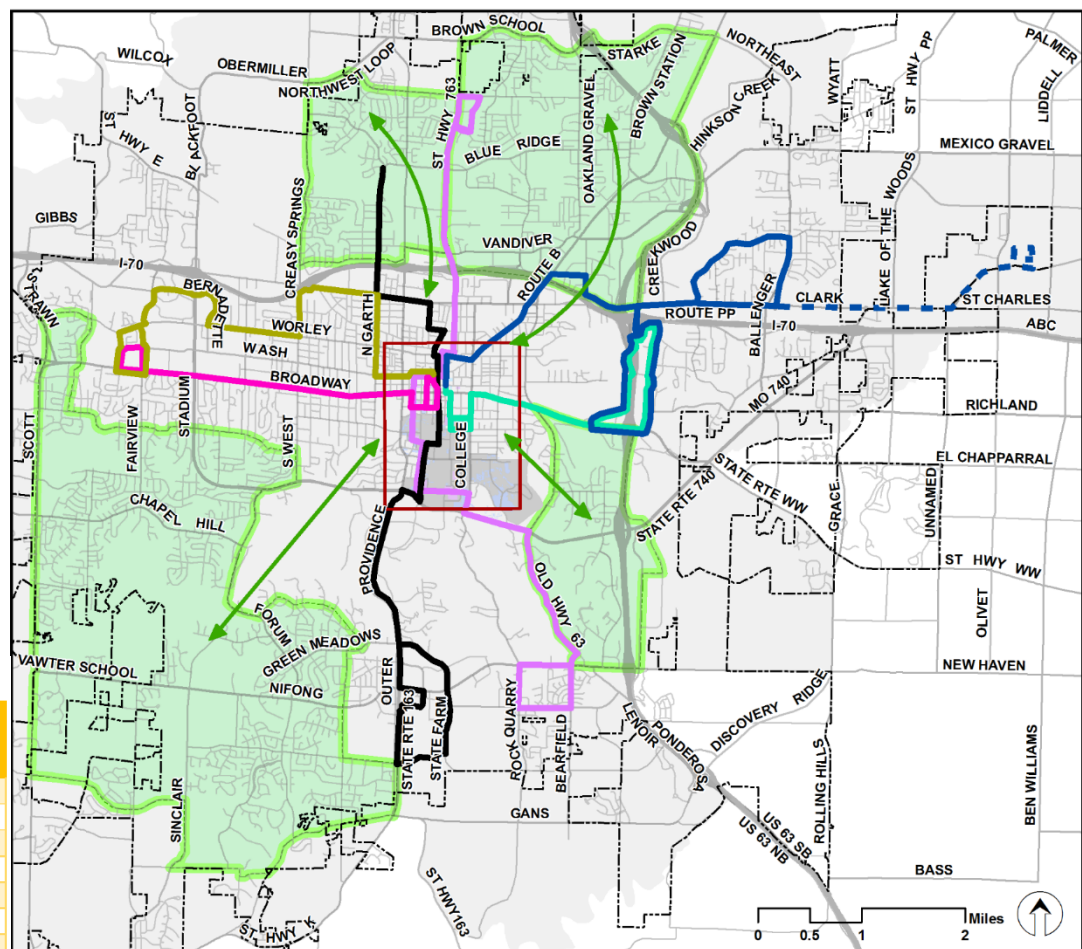 BROWN SCHOOL
WILCOX
OBERMILLER
NORTHWEST LOOP
STARKE
NORTHEAST
PALMER
LIDDELL
ST HWY PP
WYATT
ST HWY 763
BROWN STATION
OAKLAND GRAVEL
HINKSON CREEK
ST HWY E
BLACKFOOT
BLUE RIDGE
MEXICO GRAVEL
LAKE OF THE WOODS
CREASY SPRINGS
GIBBS
VANDIVER
CREEKWOOD
ROUTE B
I-70
STRAWN
BERNADETTE
N GARTH
BALLENGER
CLARK
ST CHARLES
ROUTE PP
I-70
ABC
WORLEY
WASH
BROADWAY
MO 740
RICHLAND
SCOTT
FAIRVIEW
STADIUM
S WEST
COLLEGE
STATE RTE WW
EL CHAPPARRAL
STATE RTE 740
GRACE
UNNAMED
CHAPEL HILL
ST HWY WW
PROVIDENCE
OLD HWY 63
OLIVET
FORUM
GREEN MEADOWS
VAWTER SCHOOL
NIFONG
OUTER
NEW HAVEN
STATE RTE 163
STATE FARM
ROCK QUARRY
BEARFIELD
LENOIR
PONDEROSA
DISCOVERY RIDGE
ROLLING HILLS
BEN WILLIAMS
SINCLAIR
GANS
US 63 SB
US 63 NB
BASS
ST HWY K
ST HWY163
Miles
0 0.5 1 2